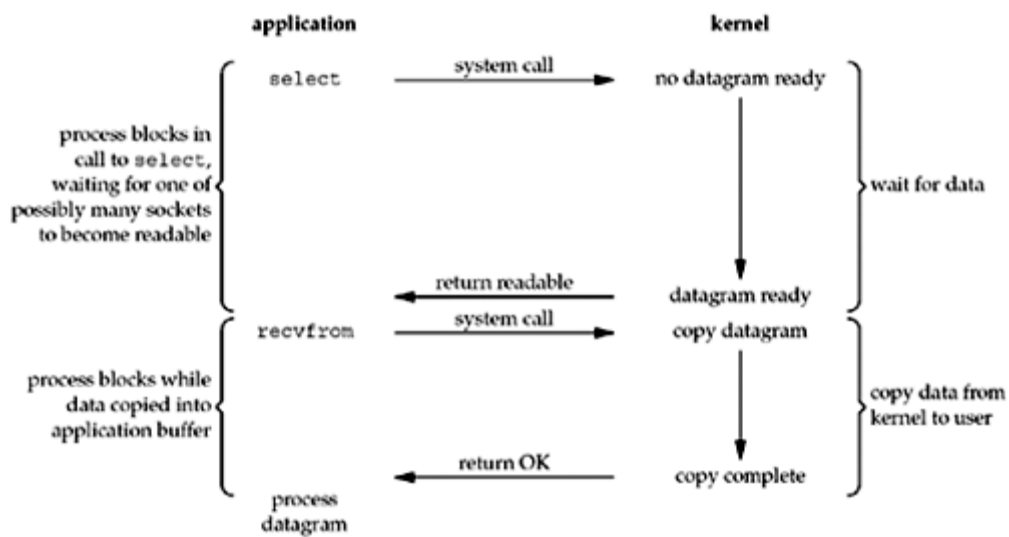 application
kernel
select
system call
no datagram ready
process blocks in
call to select,
waiting for one of
possibly many sockets
to become readable
wait for data
return readable
datagram ready
recvfrom
system call
copy datagram
process blocks while
data copied into
application buffer
copy data from
kernel to user
return OK
copy complete
process
datagram